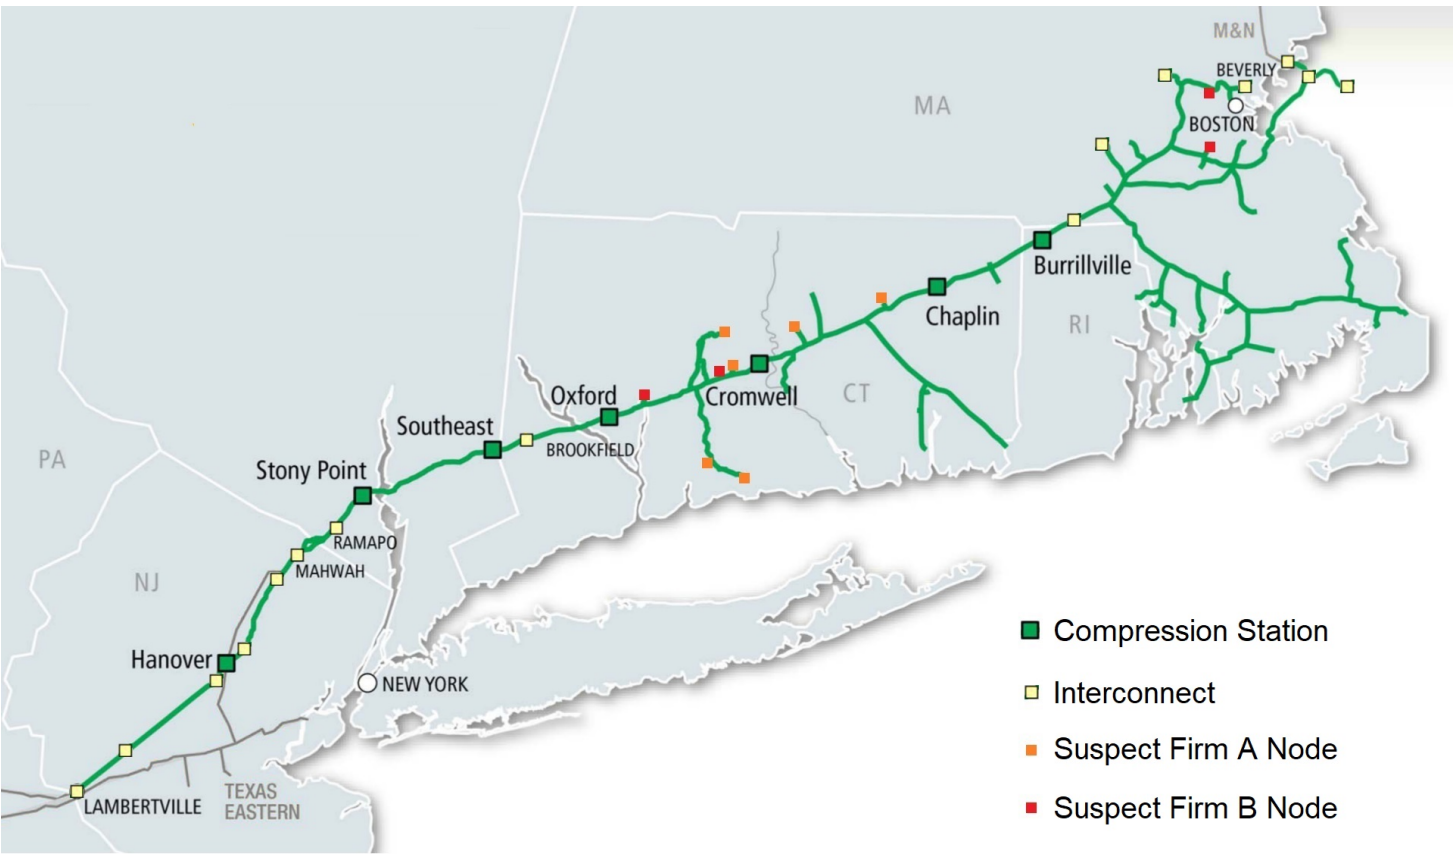 M&N
BEVERLY
MA
BOSTON
Burrillville
Chaplin
RI
Oxford
Cromwell
CT
Southeast
BROOKFIELD
PA
Stony Point
RAMAPO
MAHWAH
NJ
Hanover
NEW YORK
Compression Station
Interconnect
Suspect Firm A Node
Suspect Firm B Node
LAMBERTVILLE
TEXAS
EASTERN